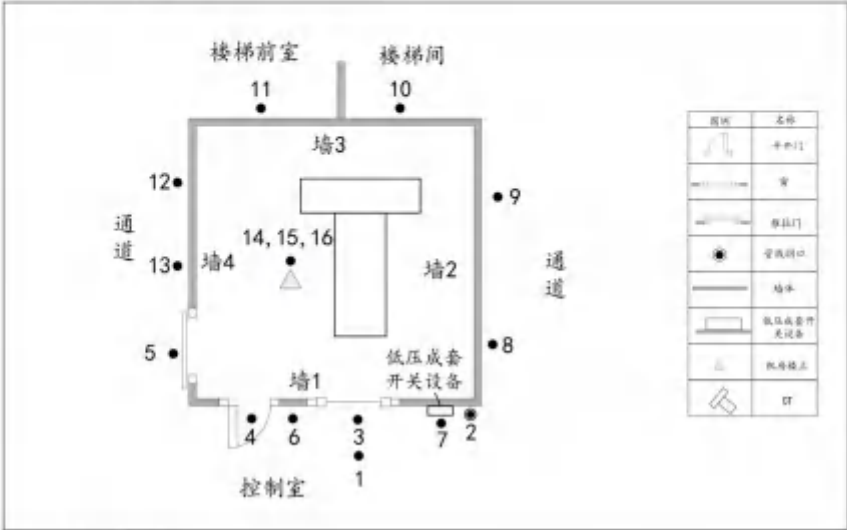 楼梯前室
楼梯间
11
10
墙3
12
9
通道
14, 15, 16
13
墙4
墙2
通道
5
8
低压成套
开关设备
墙1
4
6
3
7
2
1
控制室
图例
名称
平开门
窗
推拉门
管线洞口
墙体
低压成套开
关设备
机房楼上
CT